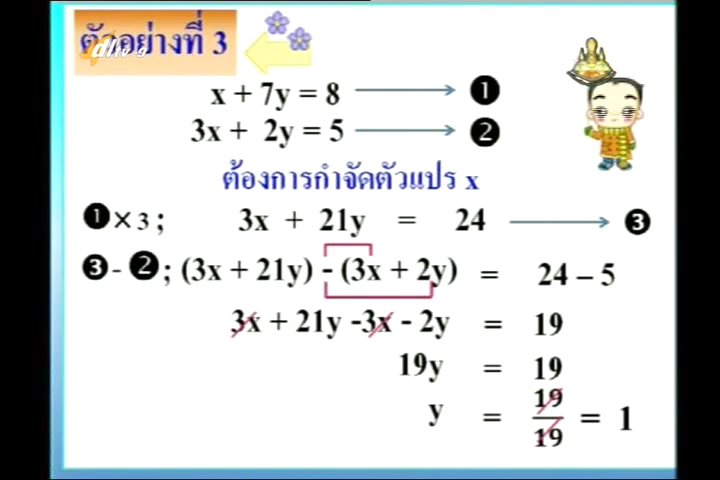 ตัวอย่างที่ 3
x + 7y = 8 ❶
3x + 2y = 5 ❷
ต้องการกำจัดตัวแปร x
❶ × 3 ; 3x + 21y = 24 ❸
❸ - ❷ ; (3x + 21y) - (3x + 2y) = 24 – 5
3x + 21y -3x - 2y = 19
19y = 19
y = 19/19 = 1